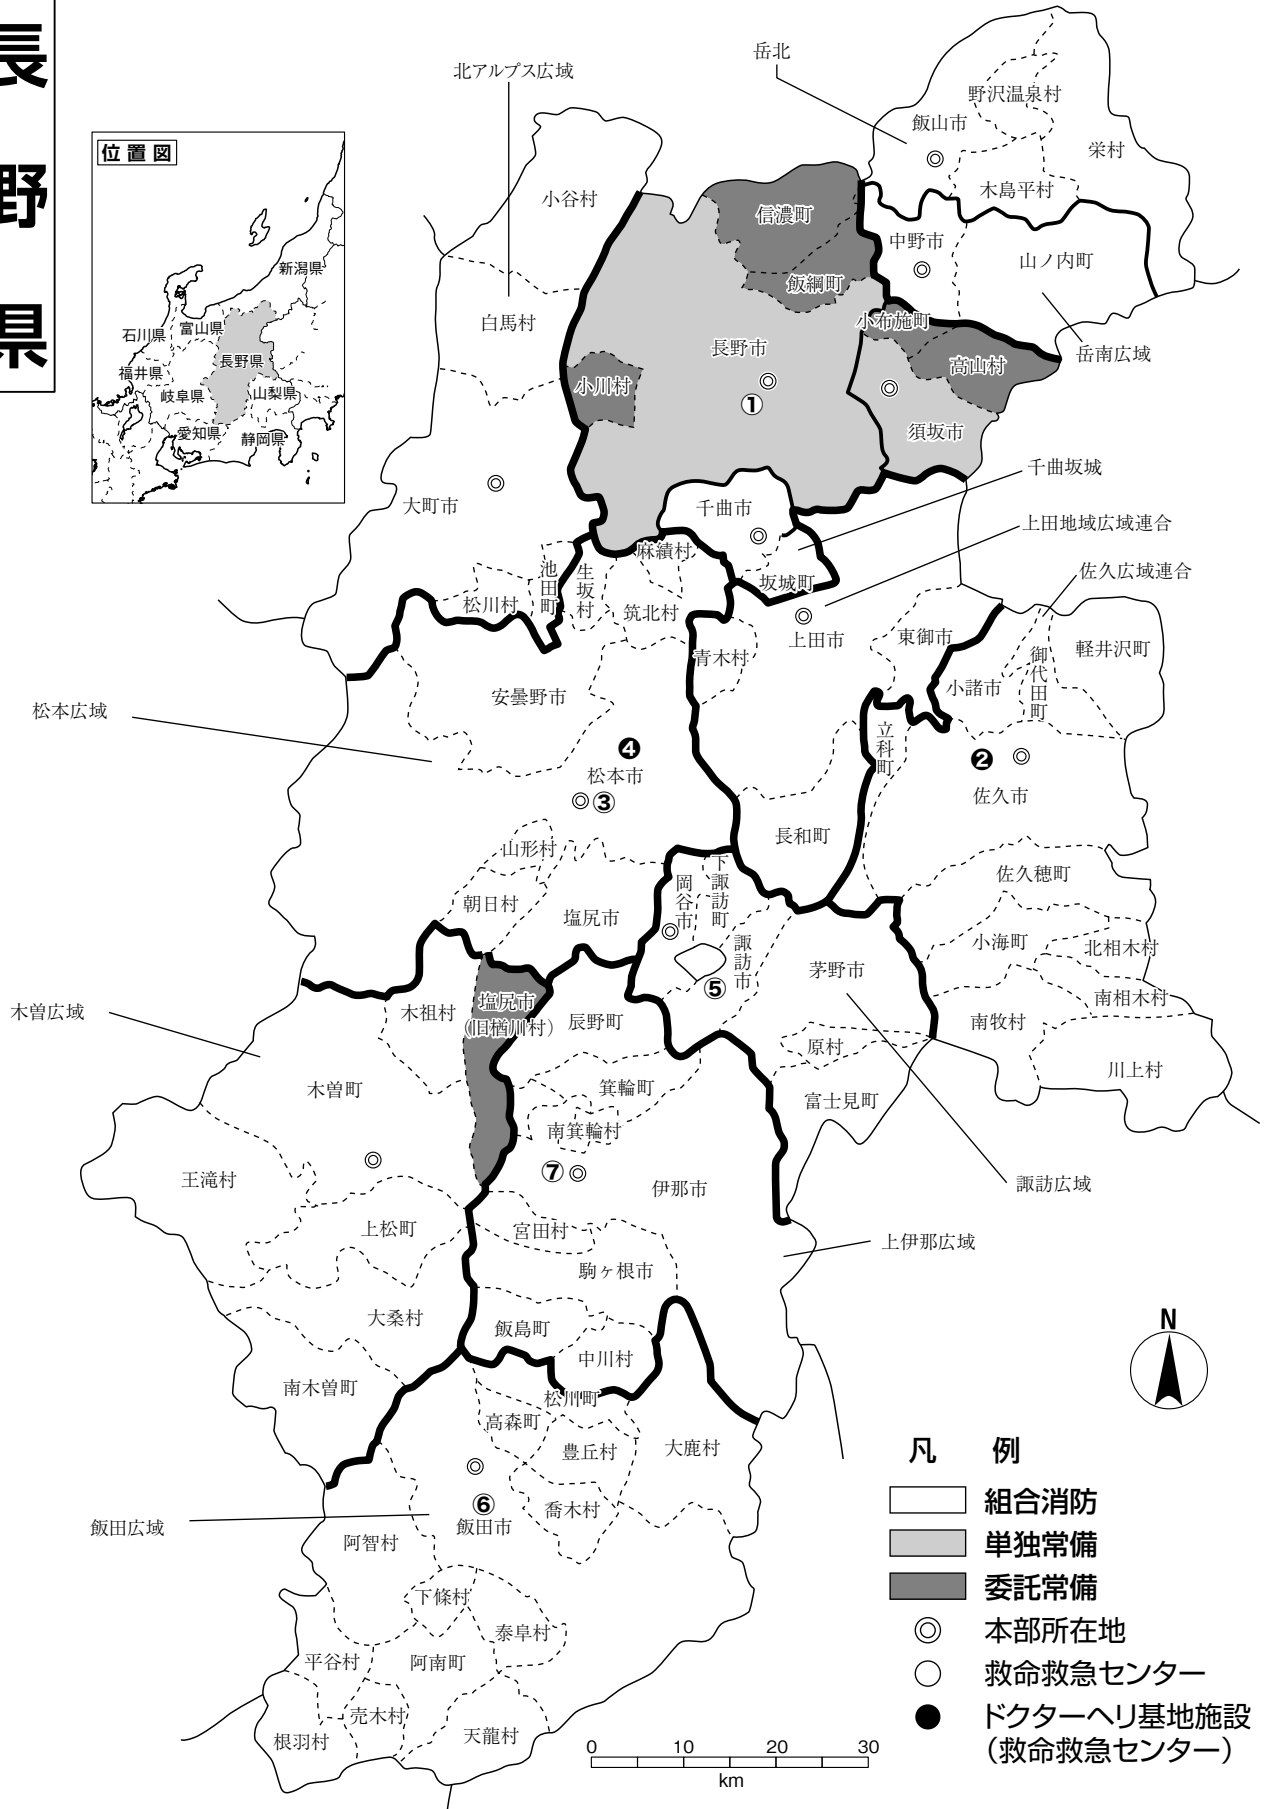 長野県
位置図
新潟県
富山県
石川県
長野県
福井県
岐阜県
山梨県
愛知県
静岡県
北アルプス広域
岳北
野沢温泉村
飯山市
栄村
木島平村
小谷村
信濃町
中野市
山ノ内町
飯綱町
小布施町
白馬村
長野市
高山村
岳南広域
小川村
①
須坂市
千曲坂城
大町市
千曲市
上田地域広域連合
麻績村
池田町
生坂村
坂城町
佐久広域連合
松川村
筑北村
上田市
東御市
青木村
御代田町
軽井沢町
小諸市
安曇野市
松本広域
立科町
❹
❷
松本市
③
佐久市
長和町
山形村
下諏訪町
岡谷市
佐久穂町
朝日村
塩尻市
諏訪市
小海町
北相木村
茅野市
⑤
南相木村
木曽広域
木祖村
塩尻市
(旧楢川村)
辰野町
南牧村
原村
川上村
木曽町
箕輪町
富士見町
南箕輪村
⑦
王滝村
伊那市
諏訪広域
上松町
宮田村
上伊那広域
駒ヶ根市
大桑村
飯島町
中川村
南木曽町
松川町
高森町
豊丘村
大鹿村
⑥
喬木村
飯田広域
飯田市
阿智村
下條村
泰阜村
平谷村
阿南町
売木村
天龍村
根羽村
N
凡例
組合消防
単独常備
委託常備
本部所在地
救命救急センター
ドクターヘリ基地施設
(救命救急センター)
0 10 20 30
km